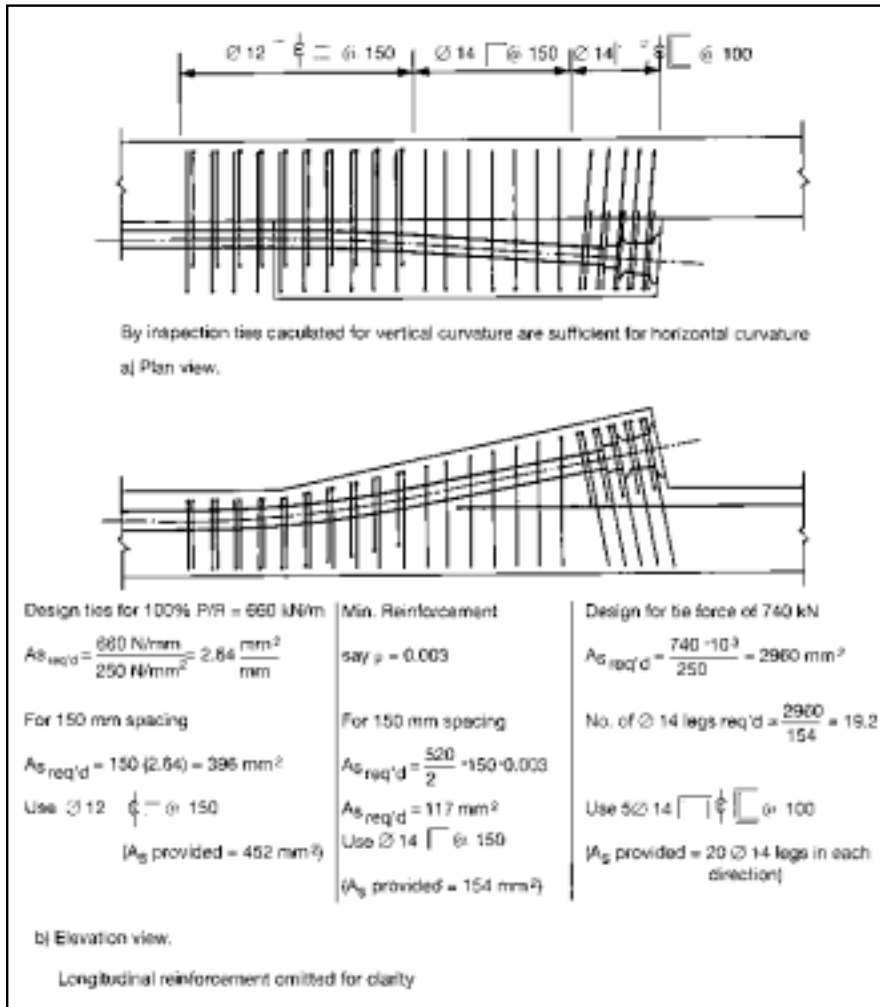 Ø 12 ¢ @ 150 Ø 14 @ 150 Ø 14 ¢ @ 100
By inspection ties caculated for vertical curvature are sufficient for horizontal curvature
a) Plan view.
Design ties for 100% P/R = 660 kN/m
As req'd = 660 N/mm / 250 N/mm² = 2.64 mm²/mm
For 150 mm spacing
As req'd = 150 (2.64) = 396 mm²
Use Ø 12 ¢ @ 150
(As provided = 452 mm²)
Min. Reinforcement
say ρ = 0.003
For 150 mm spacing
As req'd = 520/2 ·150·0.003
As req'd = 117 mm²
Use Ø 14 @ 150
(As provided = 154 mm²)
Design for tie force of 740 kN
As req'd = 740 ·10³ / 250 = 2960 mm²
No. of Ø 14 legs req'd = 2960/154 = 19.2
Use 5Ø 14 ¢ @ 100
(As provided = 20 Ø 14 legs in each
direction)
b) Elevation view.
Longitudinal reinforcement omitted for clarity